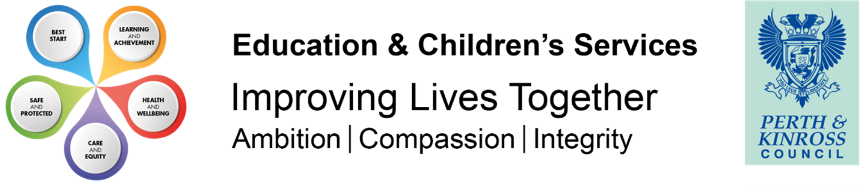 BEST
START
LEARNING
AND
ACHIEVEMENT
SAFE
AND
PROTECTED
HEALTH
AND
WELLBEING
CARE
AND
EQUITY
Education & Children's Services
Improving Lives Together
Ambition | Compassion | Integrity
PERTH &
KINROSS
COUNCIL